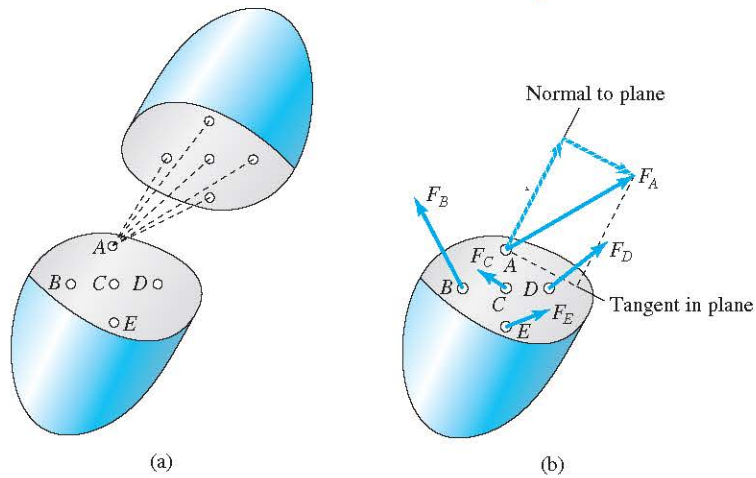 A
B
C
D
E
(a)
Normal to plane
F_A
F_B
F_D
F_C
A
B
D
C
Tangent in plane
F_E
E
(b)